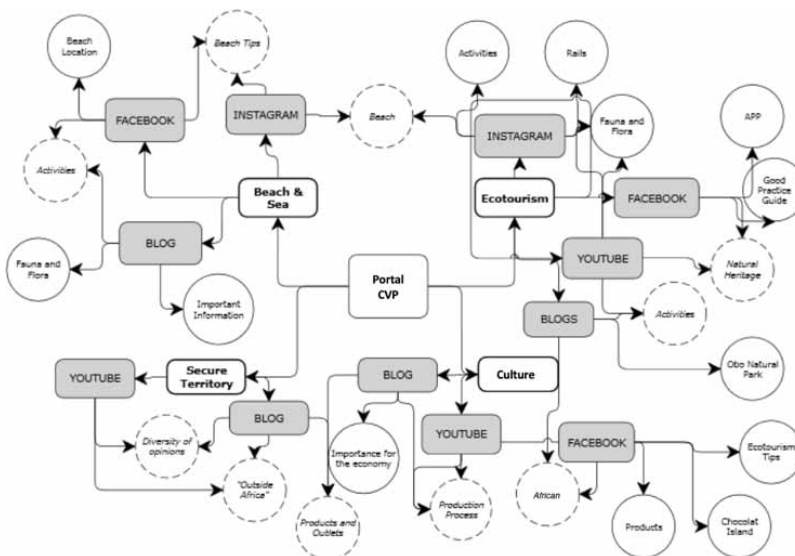 Beach
Location
Beach Tips
Activities
Rails
FACEBOOK
INSTAGRAM
Beach
INSTAGRAM
Fauna and
Flora
APP
Activities
Beach &
Sea
Ecotourism
FACEBOOK
Good
Practice
Guide
BLOG
Fauna and
Flora
Important
Information
Portal
CVP
YOUTUBE
Natural
Heritage
BLOGS
Activities
YOUTUBE
Secure
Territory
BLOG
Culture
Obo Natural
Park
BLOG
Diversity of
opinions
"Outside
Africa"
Importance for
the economy
YOUTUBE
FACEBOOK
Ecotourism
Tips
Products and
Outlets
Production
Process
African
Products
Chocolat
Island